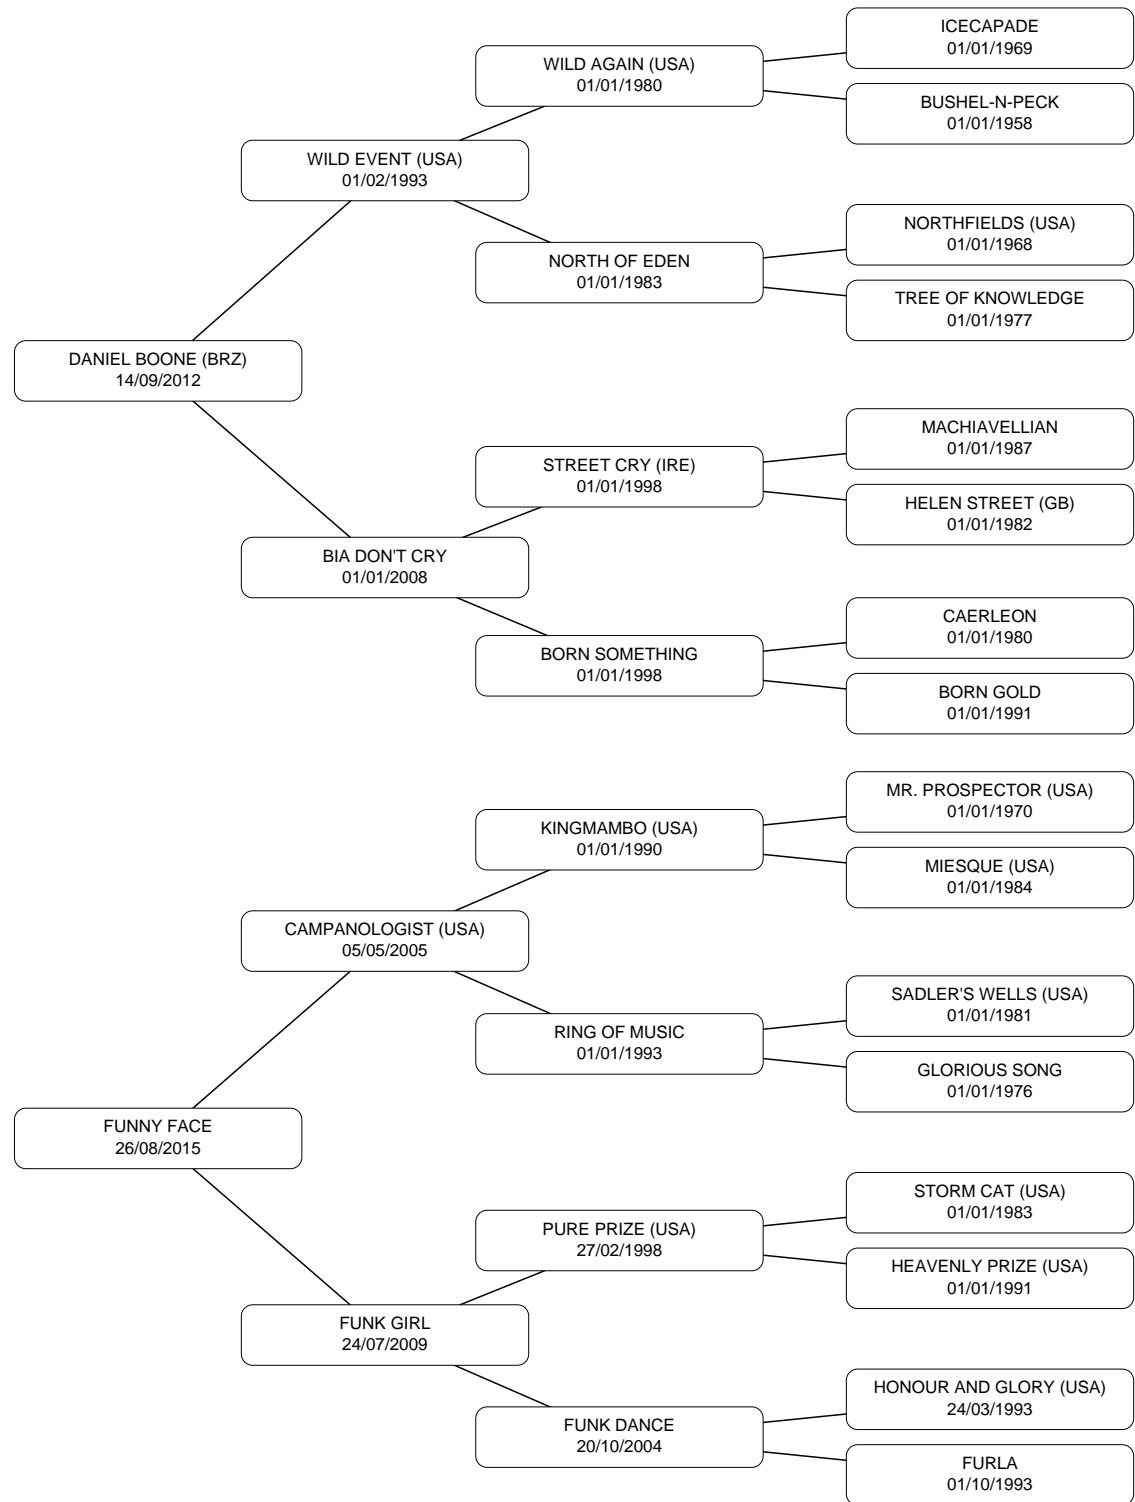 ICECAPADE
01/01/1969
WILD AGAIN (USA)
01/01/1980
BUSHEL-N-PECK
01/01/1958
WILD EVENT (USA)
01/02/1993
NORTHFIELDS (USA)
01/01/1968
NORTH OF EDEN
01/01/1983
TREE OF KNOWLEDGE
01/01/1977
DANIEL BOONE (BRZ)
14/09/2012
MACHIAVELLIAN
01/01/1987
STREET CRY (IRE)
01/01/1998
HELEN STREET (GB)
01/01/1982
BIA DON'T CRY
01/01/2008
CAERLEON
01/01/1980
BORN SOMETHING
01/01/1998
BORN GOLD
01/01/1991
MR. PROSPECTOR (USA)
01/01/1970
KINGMAMBO (USA)
01/01/1990
MIESQUE (USA)
01/01/1984
CAMPANOLOGIST (USA)
05/05/2005
SADLER'S WELLS (USA)
01/01/1981
RING OF MUSIC
01/01/1993
GLORIOUS SONG
01/01/1976
FUNNY FACE
26/08/2015
STORM CAT (USA)
01/01/1983
PURE PRIZE (USA)
27/02/1998
HEAVENLY PRIZE (USA)
01/01/1991
FUNK GIRL
24/07/2009
HONOUR AND GLORY (USA)
24/03/1993
FUNK DANCE
20/10/2004
FURLA
01/10/1993